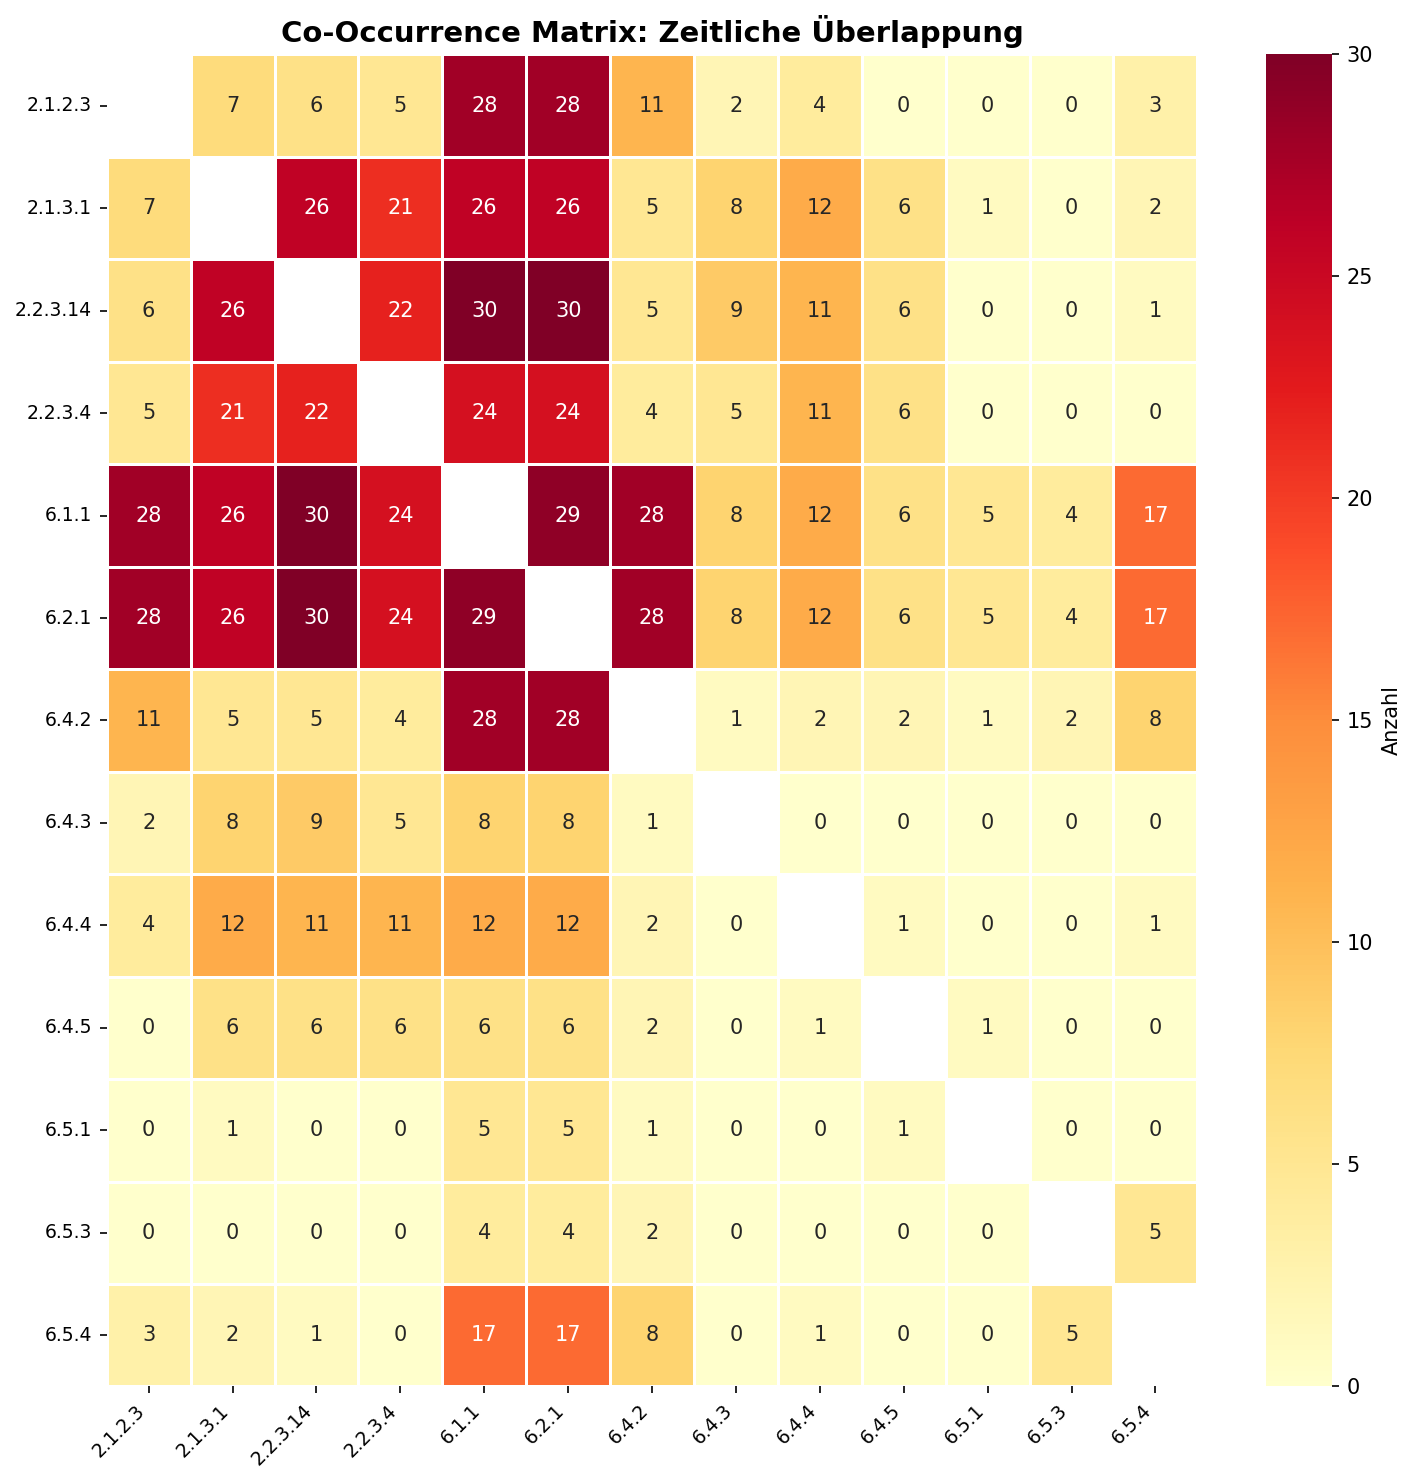 Co-Occurrence Matrix: Zeitliche Überlappung
2.1.2.3 7 6 5 28 28 11 2 4 0 0 0 3
2.1.3.1 7 26 21 26 26 5 8 12 6 1 0 2
2.2.3.14 6 26 22 30 30 5 9 11 6 0 0 1
2.2.3.4 5 21 22 24 24 4 5 11 6 0 0 0
6.1.1 28 26 30 24 29 28 8 12 6 5 4 17
6.2.1 28 26 30 24 29 28 8 12 6 5 4 17
6.4.2 11 5 5 4 28 28 1 2 2 1 2 8
6.4.3 2 8 9 5 8 8 1 0 0 0 0 0
6.4.4 4 12 11 11 12 12 2 0 1 0 0 1
6.4.5 0 6 6 6 6 6 2 0 1 1 0 0
6.5.1 0 1 0 0 5 5 1 0 0 1 0 0
6.5.3 0 0 0 0 4 4 2 0 0 0 0 5
6.5.4 3 2 1 0 17 17 8 0 1 0 0 5
2.1.2.3 2.1.3.1 2.2.3.14 2.2.3.4 6.1.1 6.2.1 6.4.2 6.4.3 6.4.4 6.4.5 6.5.1 6.5.3 6.5.4
30
25
20
15
10
5
0
Anzahl